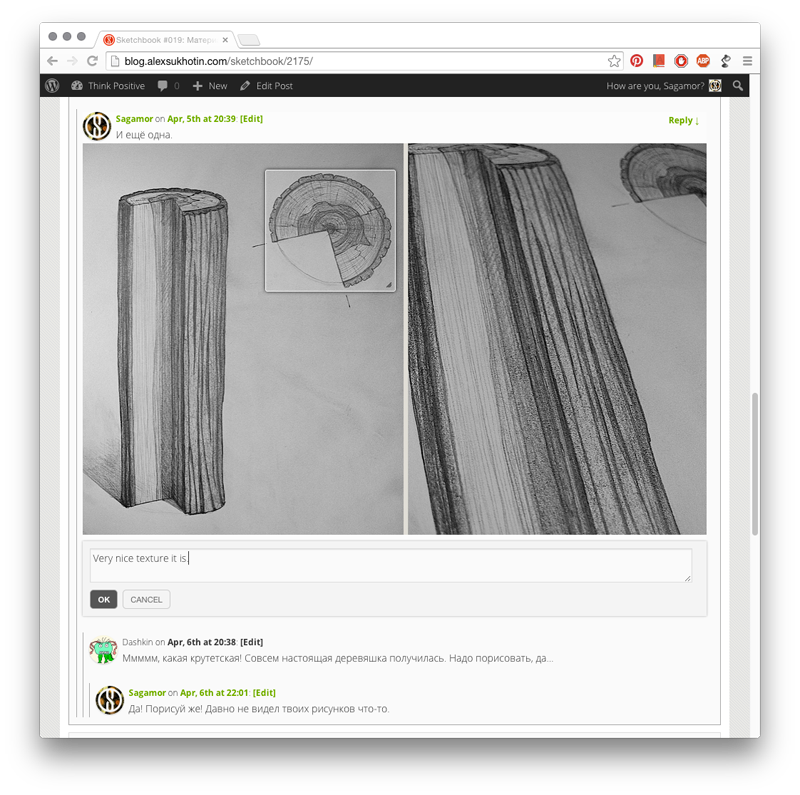 Sketchbook #019: Матери
blog.alexsukhotin.com/sketchbook/2175/
ABP
Think Positive 0 New Edit Post How are you, Sagamor?
Sagamor on Apr, 5th at 20:39: [Edit] Reply ↓
И ещё одна.
Very nice texture it is
OK CANCEL
Dashkin on Apr, 6th at 20:38: [Edit]
Ммммм, какая крутетская! Совсем настоящая деревяшка получилась. Надо порисовать, да...
Sagamor on Apr, 6th at 22:01: [Edit]
Да! Порисуй же! Давно не видел твоих рисунков что-то.